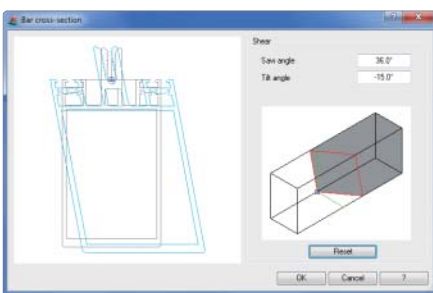 Bar cross-section
Shear
Saw angle 36.0°
Tilt angle -15.0°
Reset
OK Cancel ?